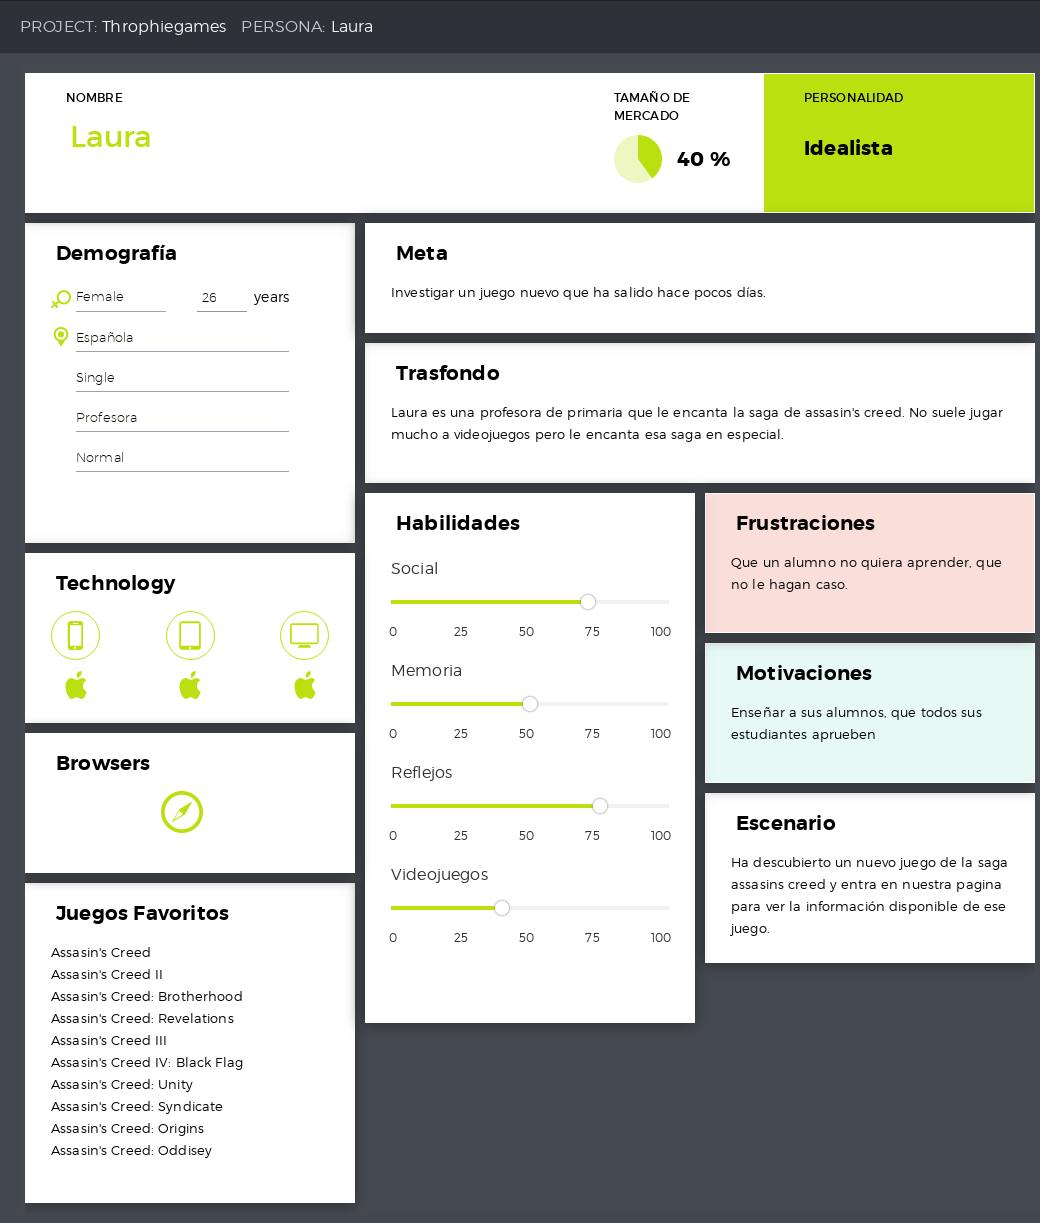 PROJECT: Throphiegames PERSONA: Laura
NOMBRE
Laura
TAMAÑO DE
MERCADO
40 %
PERSONALIDAD
Idealista
Demografía
Female 26 years
Española
Single
Profesora
Normal
Technology
Browsers
Juegos Favoritos
Assasin's Creed
Assasin's Creed II
Assasin's Creed: Brotherhood
Assasin's Creed: Revelations
Assasin's Creed III
Assasin's Creed IV: Black Flag
Assasin's Creed: Unity
Assasin's Creed: Syndicate
Assasin's Creed: Origins
Assasin's Creed: Oddisey
Meta
Investigar un juego nuevo que ha salido hace pocos días.
Trasfondo
Laura es una profesora de primaria que le encanta la saga de assasin's creed. No suele jugar
mucho a videojuegos pero le encanta esa saga en especial.
Habilidades
Social
0 25 50 75 100
Memoria
0 25 50 75 100
Reflejos
0 25 50 75 100
Videojuegos
0 25 50 75 100
Frustraciones
Que un alumno no quiera aprender, que
no le hagan caso.
Motivaciones
Enseñar a sus alumnos, que todos sus
estudiantes aprueben
Escenario
Ha descubierto un nuevo juego de la saga
assasins creed y entra en nuestra pagina
para ver la información disponible de ese
juego.